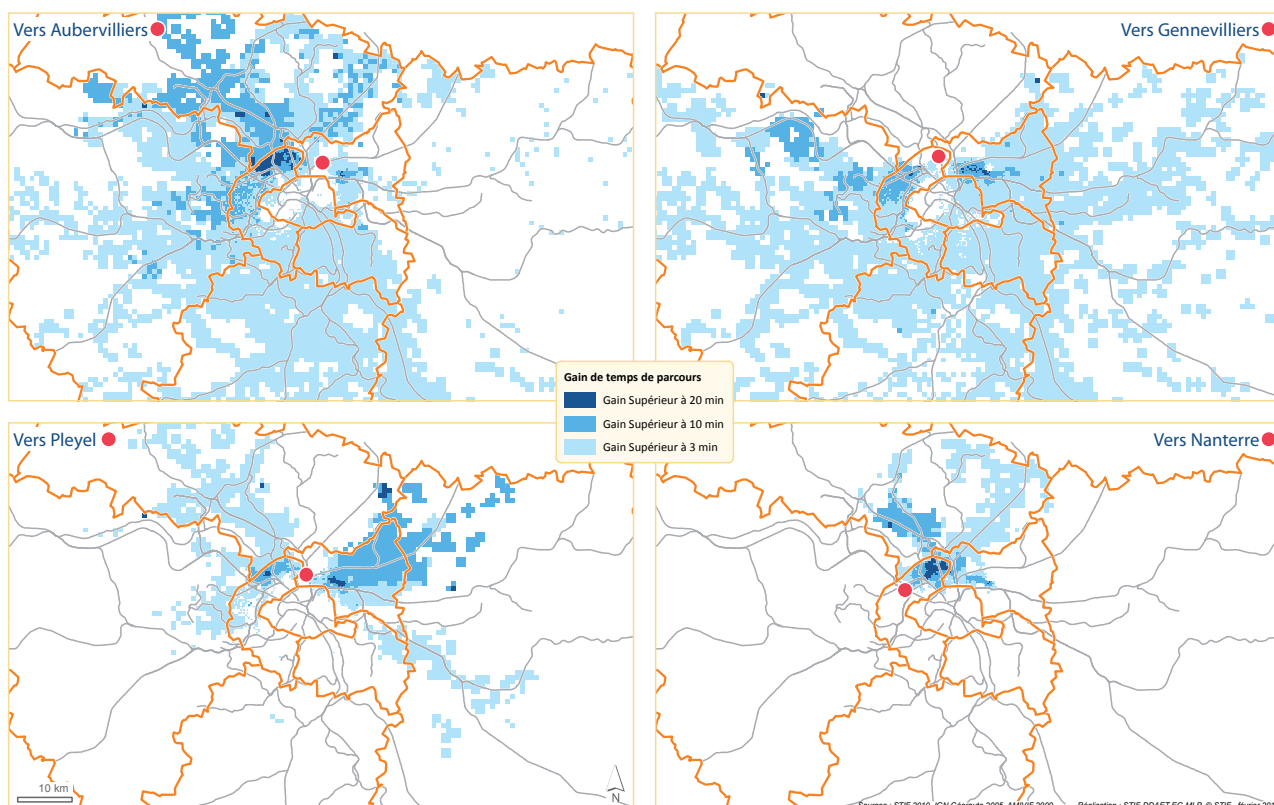 Vers Aubervilliers
Vers Gennevilliers
Gain de temps de parcours
Gain Supérieur à 20 min
Gain Supérieur à 10 min
Gain Supérieur à 3 min
Vers Pleyel
Vers Nanterre
10 km
N